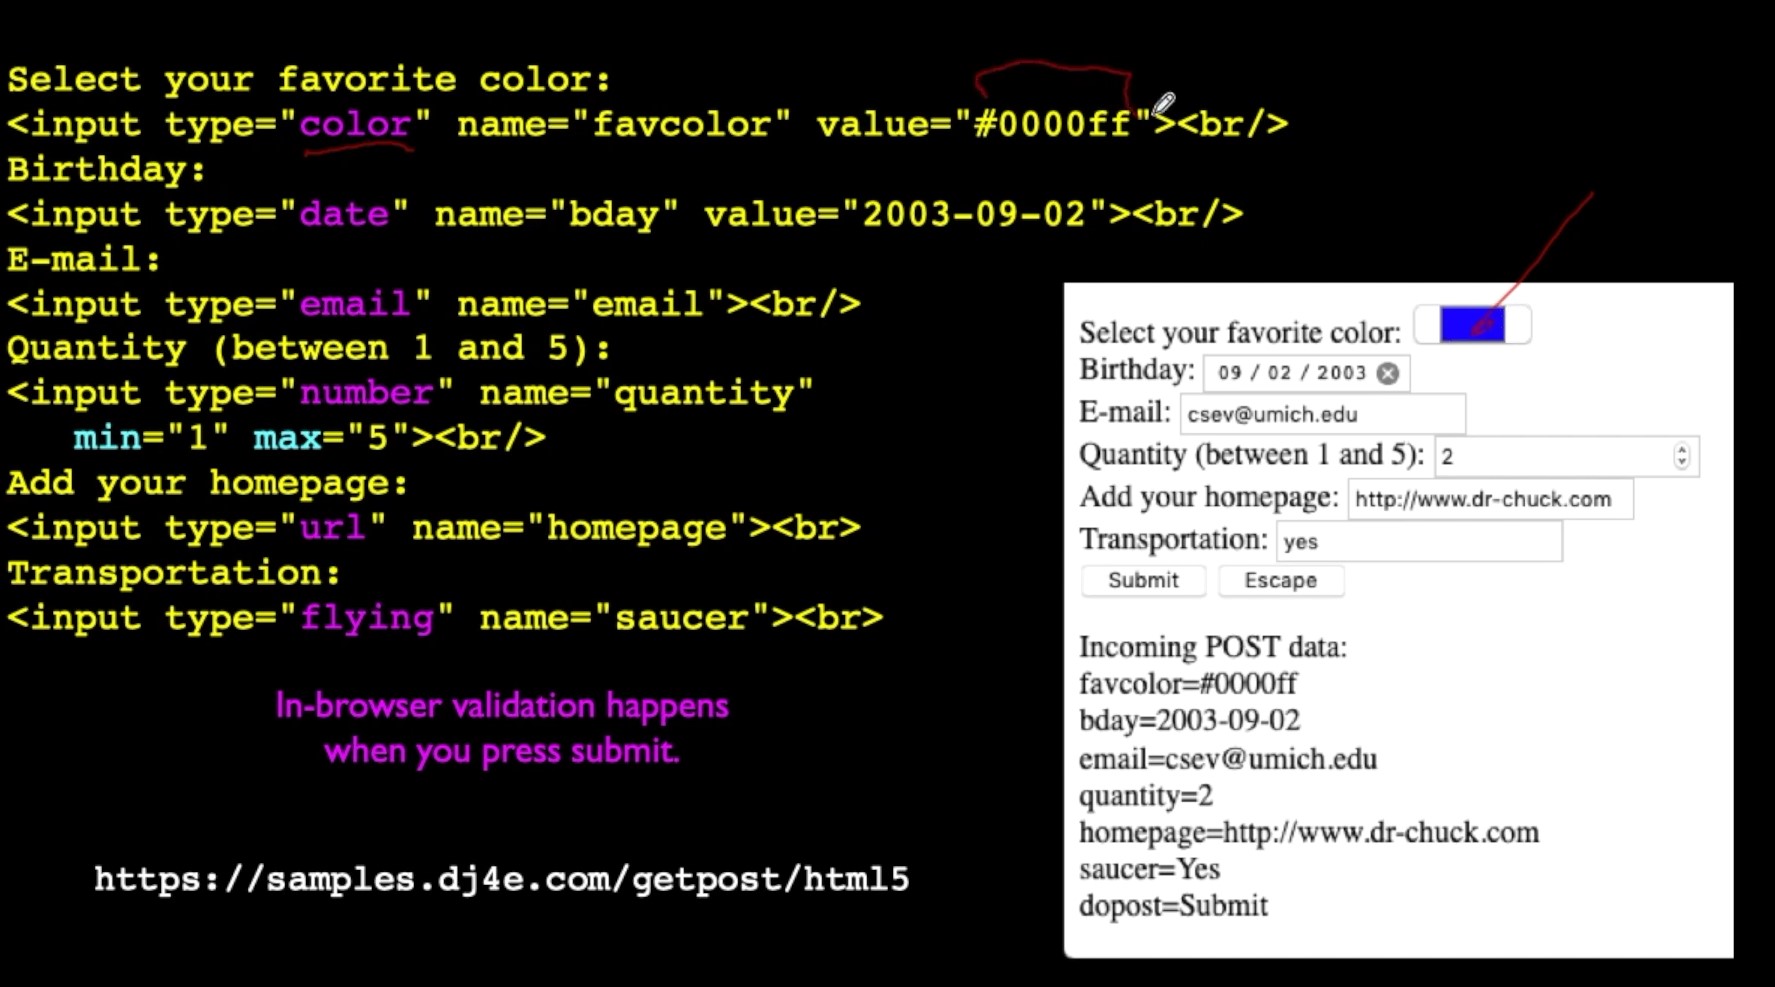 Select your favorite color:
<input type="color" name="favcolor" value="#0000ff"><br/>
Birthday:
<input type="date" name="bday" value="2003-09-02"><br/>
E-mail:
<input type="email" name="email"><br/>
Quantity (between 1 and 5):
<input type="number" name="quantity"
min="1" max="5"><br/>
Add your homepage:
<input type="url" name="homepage"><br>
Transportation:
<input type="flying" name="saucer"><br>
In-browser validation happens
when you press submit.
https://samples.dj4e.com/getpost/html5
Select your favorite color:
Birthday: 09 / 02 / 2003
E-mail: csev@umich.edu
Quantity (between 1 and 5): 2
Add your homepage: http://www.dr-chuck.com
Transportation: yes
Submit Escape
Incoming POST data:
favcolor=#0000ff
bday=2003-09-02
email=csev@umich.edu
quantity=2
homepage=http://www.dr-chuck.com
saucer=Yes
dopost=Submit